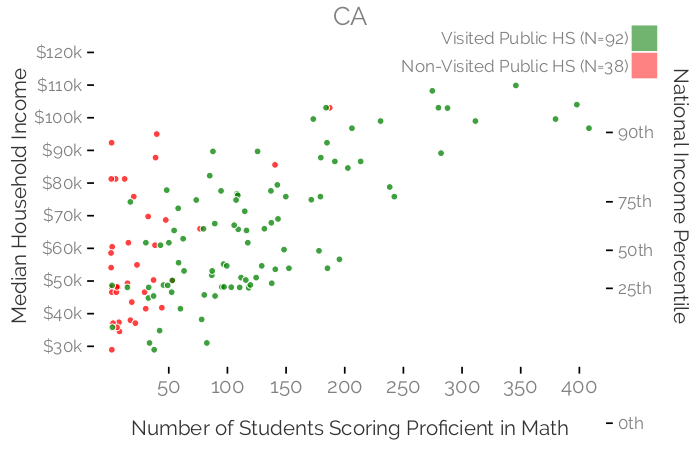 CA
Visited Public HS (N=92)
Non-Visited Public HS (N=38)
Median Household Income
$120k
$110k
$100k
$90k
$80k
$70k
$60k
$50k
$40k
$30k
National Income Percentile
90th
75th
50th
25th
0th
50 100 150 200 250 300 350 400
Number of Students Scoring Proficient in Math